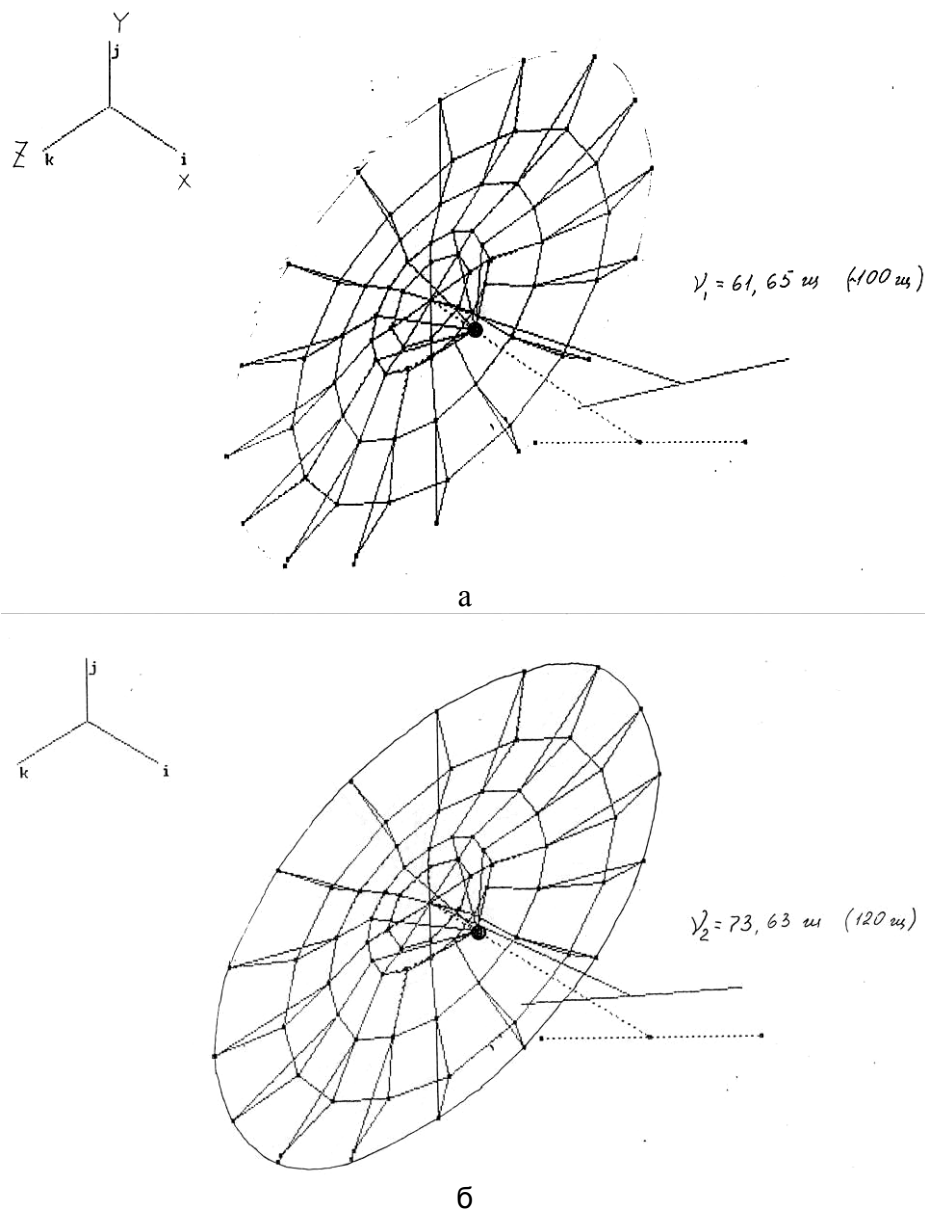 Y
j
Z k
i
X
ν₁ = 61,65 гц (~100 гц)
а
j
k
i
ν₂ = 73,63 гц (120 гц)
б